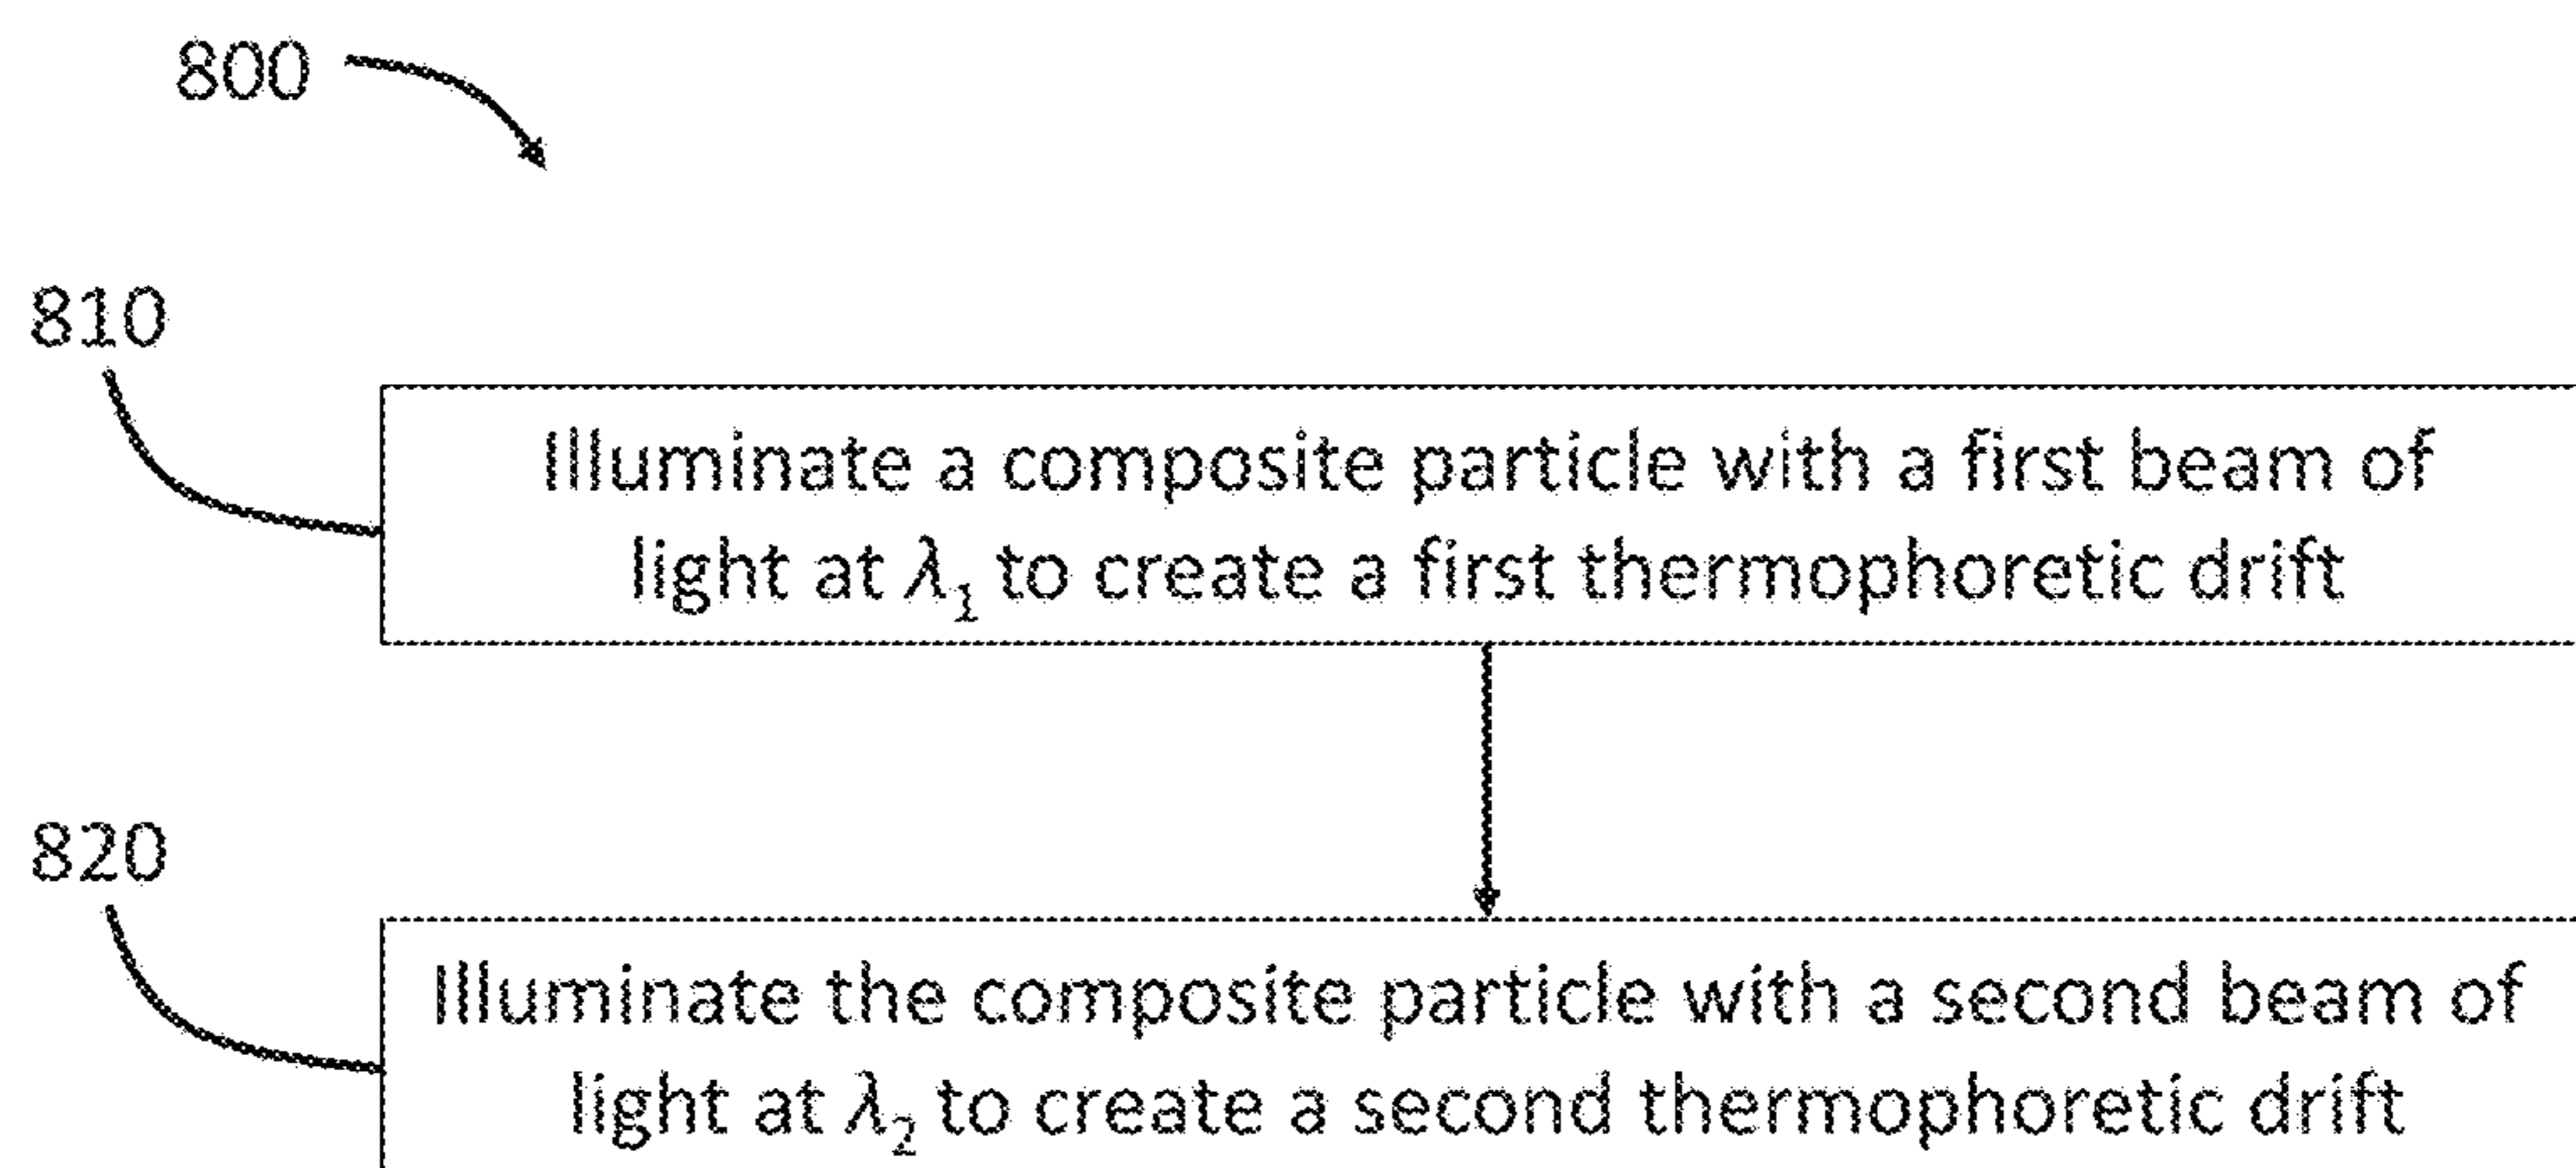 800
810
Illuminate a composite particle with a first beam of
light at λ₁ to create a first thermophoretic drift
820
Illuminate the composite particle with a second beam of
light at λ₂ to create a second thermophoretic drift